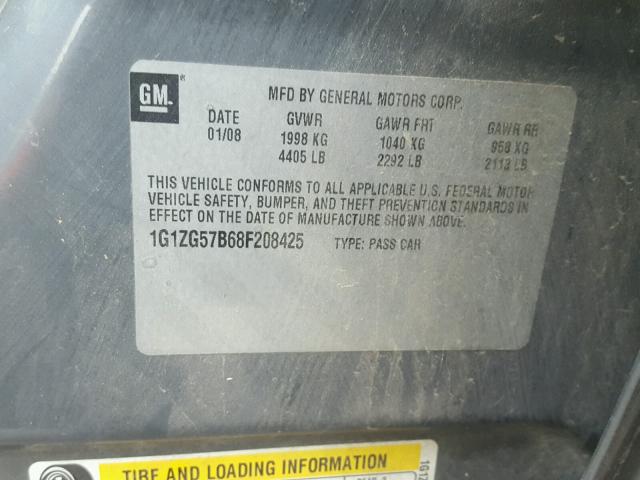 GM ® MFD BY GENERAL MOTORS CORP.
DATE GVWR GAWR FRT GAWR RR
01/08 1998 KG 1040 KG 958 KG
4405 LB 2292 LB 2113 LB
THIS VEHICLE CONFORMS TO ALL APPLICABLE U.S. FEDERAL MOTOR
VEHICLE SAFETY, BUMPER, AND THEFT PREVENTION STANDARDS IN
EFFECT ON THE DATE OF MANUFACTURE SHOWN ABOVE.
1G1ZG57B68F208425 TYPE: PASS CAR
TIRE AND LOADING INFORMATION
1G1Z